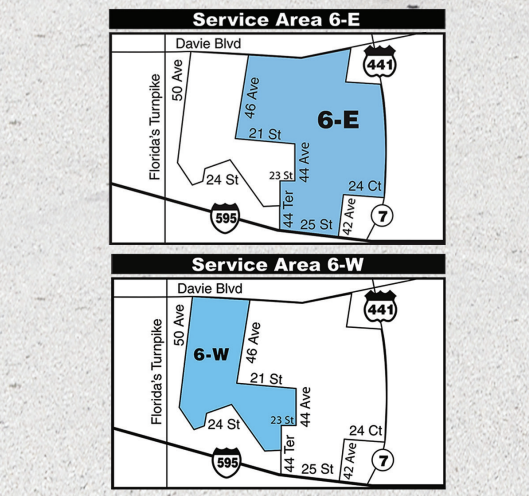 Service Area 6-E
Davie Blvd
441
50 Ave
Florida's Turnpike
46 Ave
6-E
21 St
44 Ave
23 St
24 St
24 Ct
44 Ter
42 Ave
7
595
25 St
Service Area 6-W
Davie Blvd
441
50 Ave
Florida's Turnpike
46 Ave
6-W
21 St
44 Ave
23 St
24 St
24 Ct
44 Ter
42 Ave
7
595
25 St